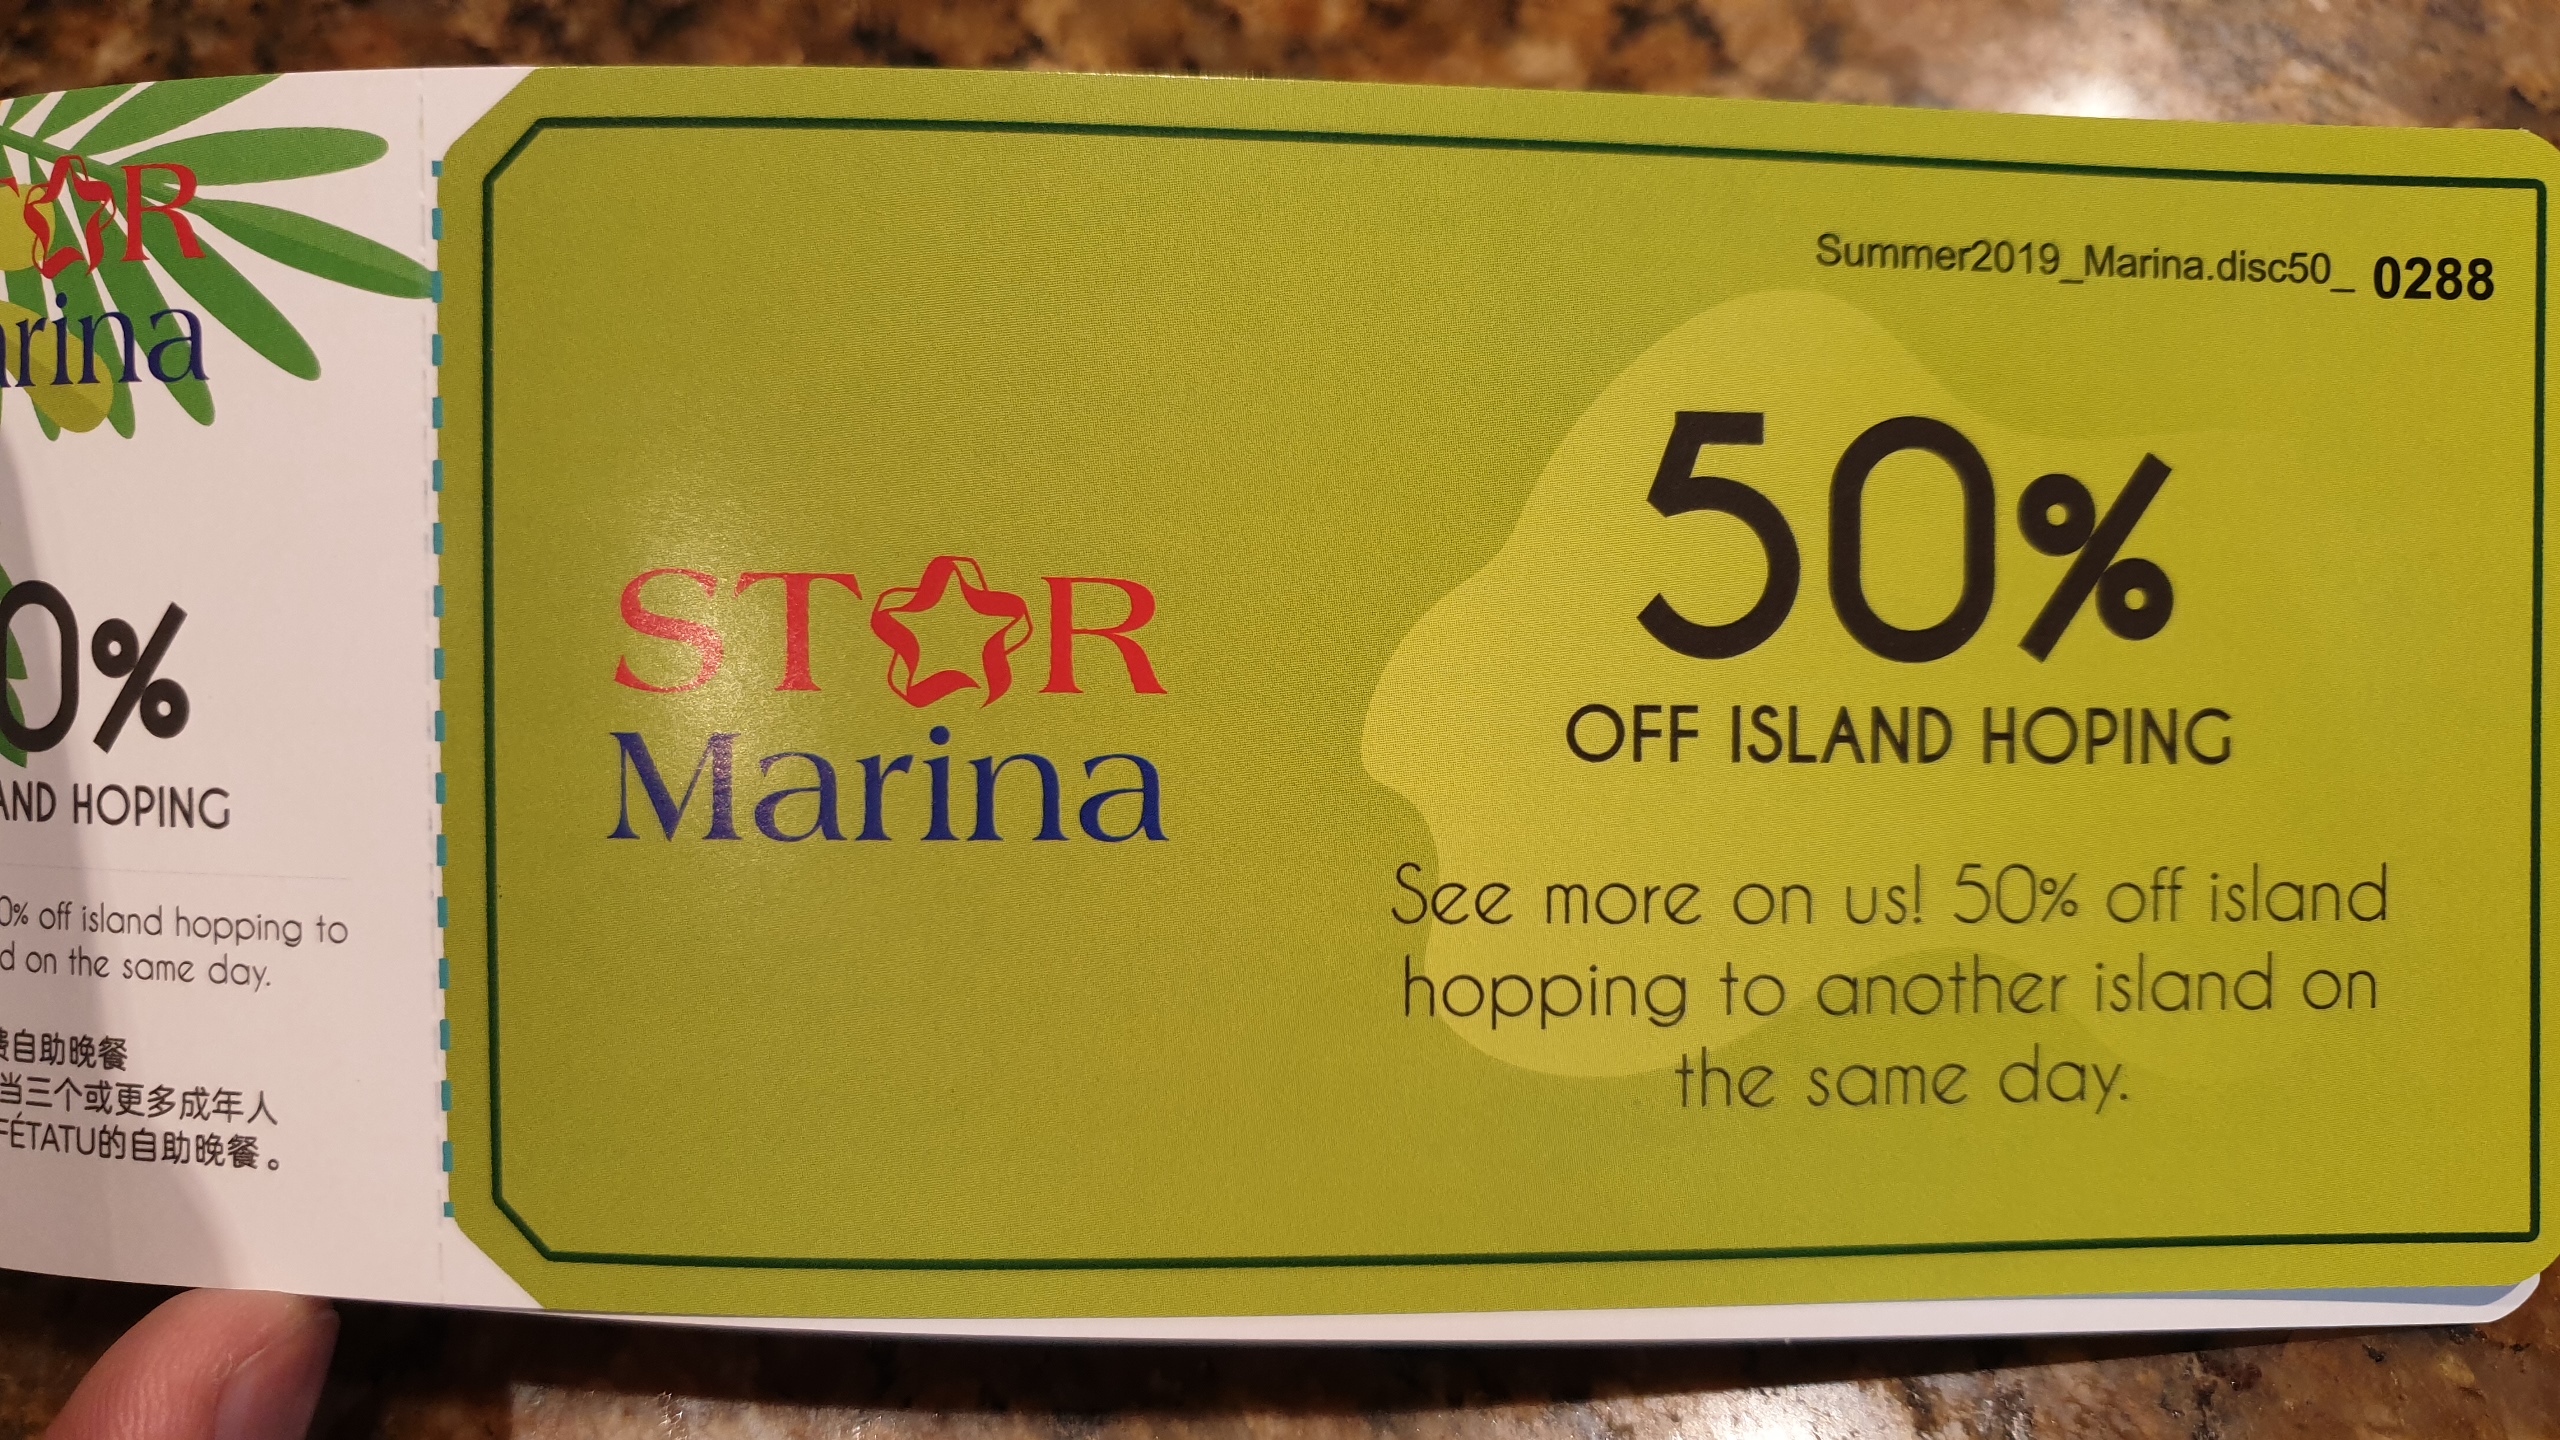 STAR
Marina
0%
AND HOPING
0% off island hopping to
d on the same day.
自助晚餐
当三个或更多成年人
FÉTATU的自助晚餐。
Summer2019_Marina.disc50_ 0288
STAR
Marina
50%
OFF ISLAND HOPING
See more on us! 50% off island
hopping to another island on
the same day.